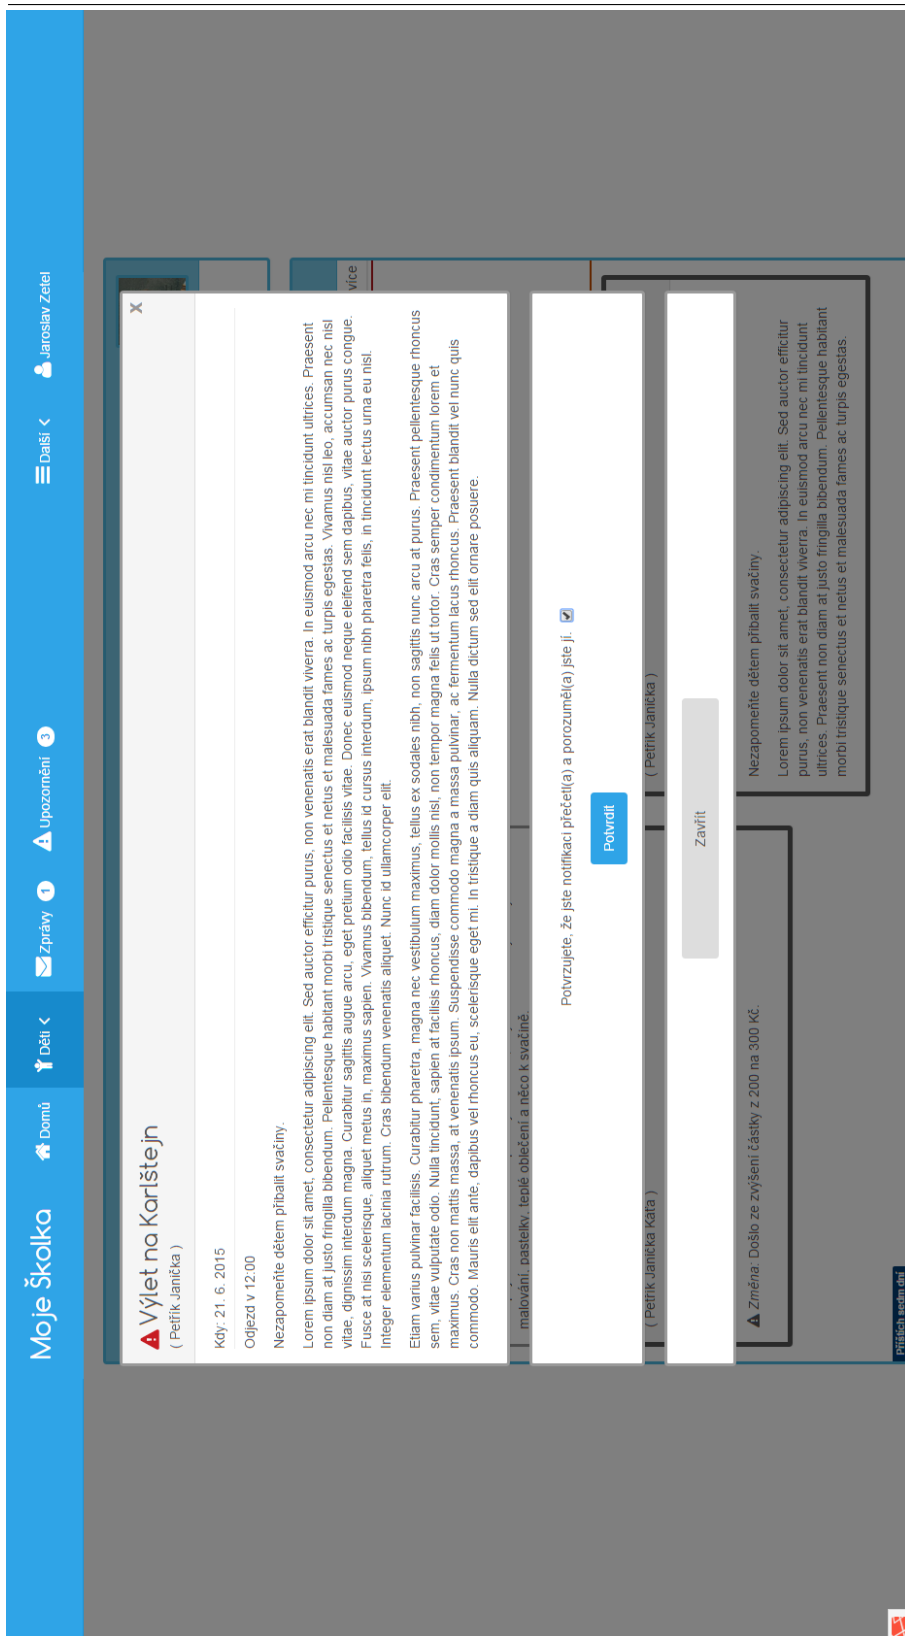 Moje Školka
Domů
Děti
Zprávy 1
Upozornění 3
Další
Jaroslav Zetel
Výlet na Karlštejn
x
( Petřík Janička )
Kdy: 21. 6. 2015
Odjezd v 12:00
Nezapomeňte dětem přibalit svačiny.
Lorem ipsum dolor sit amet, consectetur adipiscing elit. Sed auctor efficitur purus, non venenatis erat blandit viverra. In euismod arcu nec mi tincidunt ultrices. Praesent
non diam at justo fringilla bibendum. Pellentesque habitant morbi tristique senectus et netus et malesuada fames ac turpis egestas. Vivamus nisl leo, accumsan nec nisl
vitae, dignissim interdum magna. Curabitur sagittis augue arcu, eget pretium odio facilisis vitae. Donec euismod neque eleifend sem dapibus, vitae auctor purus congue.
Fusce at nisi scelerisque, aliquet metus in, maximus sapien. Vivamus bibendum, tellus id cursus interdum, ipsum nibh pharetra felis, in tincidunt lectus urna eu nisl.
Integer elementum lacinia rutrum. Cras bibendum venenatis aliquet. Nunc id ullamcorper elit.
Etiam varius pulvinar facilisis. Curabitur pharetra, magna nec vestibulum maximus, tellus ex sodales nibh, non sagittis nunc arcu at purus. Praesent pellentesque rhoncus
sem, vitae vulputate odio. Nulla tincidunt, sapien at facilisis rhoncus, diam dolor mollis nisl, non tempor magna felis ut tortor. Cras semper condimentum lorem et
maximus. Cras non mattis massa, at venenatis ipsum. Suspendisse commodo magna a massa pulvinar, ac fermentum lacus rhoncus. Praesent blandit vel nunc quis
commodo. Mauris elit ante, dapibus vel rhoncus eu, scelerisque eget mi. In tristique a diam quis aliquam. Nulla dictum sed elit ornare posuere.
více
malování, pastelky, teplé oblečení a něco k svačině.
Potvrzujete, že jste notifikaci přečetl(a) a porozuměl(a) jste jí.
Potvrdit
( Petřík Janička Káťa )
( Petřík Janička )
Zavřít
Změna: Došlo ze zvýšení částky z 200 na 300 Kč.
Nezapomeňte dětem přibalit svačiny.
Lorem ipsum dolor sit amet, consectetur adipiscing elit. Sed auctor efficitur
purus, non venenatis erat blandit viverra. In euismod arcu nec mi tincidunt
ultrices. Praesent non diam at justo fringilla bibendum. Pellentesque habitant
morbi tristique senectus et netus et malesuada fames ac turpis egestas.
Příštích sedm dní